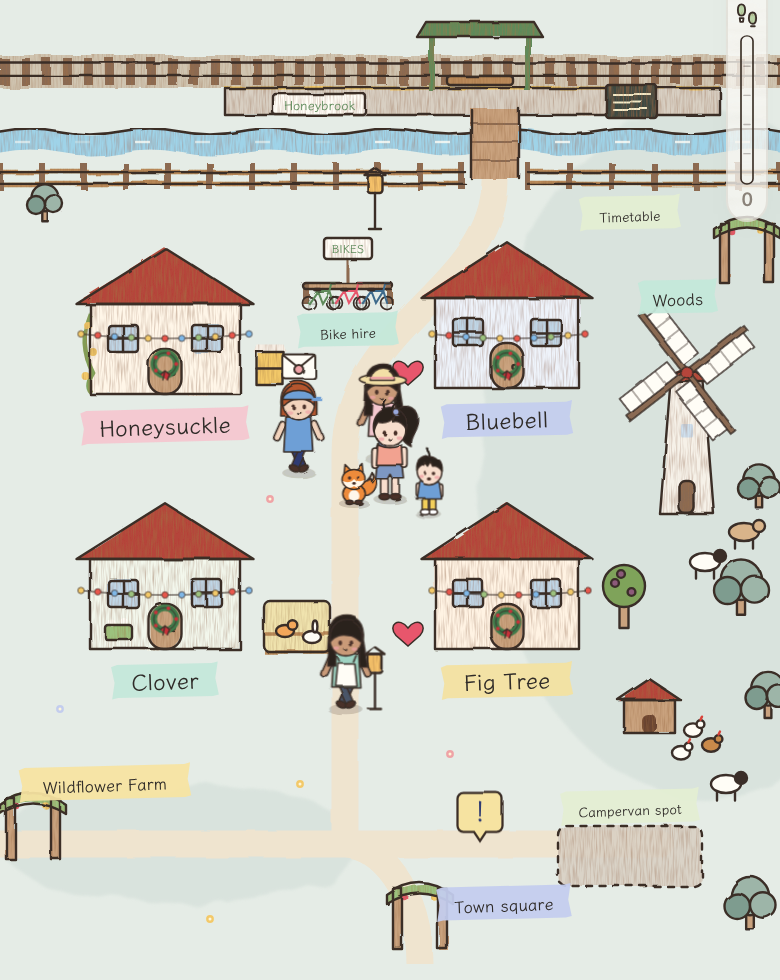 Honeybrook
0
Timetable
BIKES
Woods
Bike hire
Honeysuckle
Bluebell
Clover
Fig Tree
Wildflower Farm
!
Campervan spot
Town square